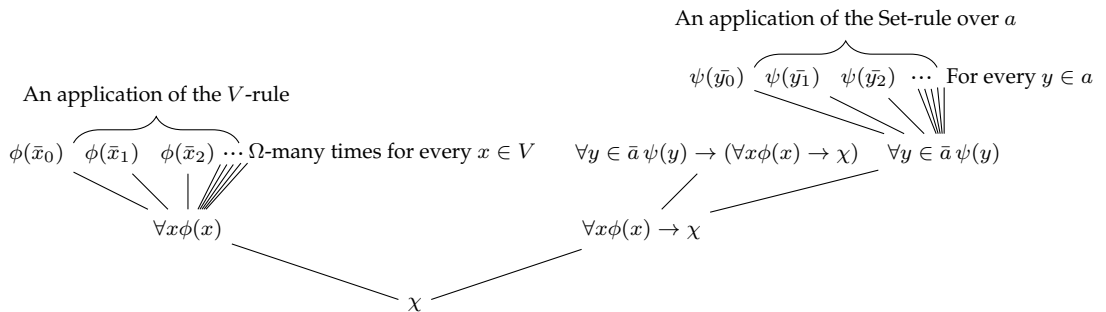 An application of the Set-rule over a
ψ(ȳ₀) ψ(ȳ₁) ψ(ȳ₂) ... For every y ∈ a
An application of the V-rule
ϕ(x̄₀) ϕ(x̄₁) ϕ(x̄₂) ... Ω-many times for every x ∈ V ∀y ∈ ā ψ(y) → (∀xϕ(x) → χ) ∀y ∈ ā ψ(y)
∀xϕ(x) ∀xϕ(x) → χ
χ